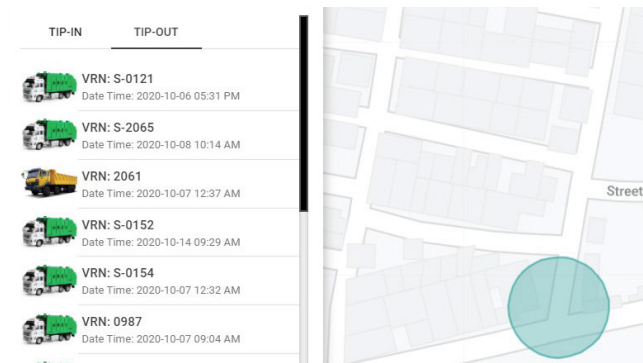 TIP-IN TIP-OUT
VRN: S-0121
Date Time: 2020-10-06 05:31 PM
VRN: S-2065
Date Time: 2020-10-08 10:14 AM
VRN: 2061
Date Time: 2020-10-07 12:37 AM
VRN: S-0152
Date Time: 2020-10-14 09:29 AM
VRN: S-0154
Date Time: 2020-10-07 12:32 AM
VRN: 0987
Date Time: 2020-10-07 09:04 AM
Street